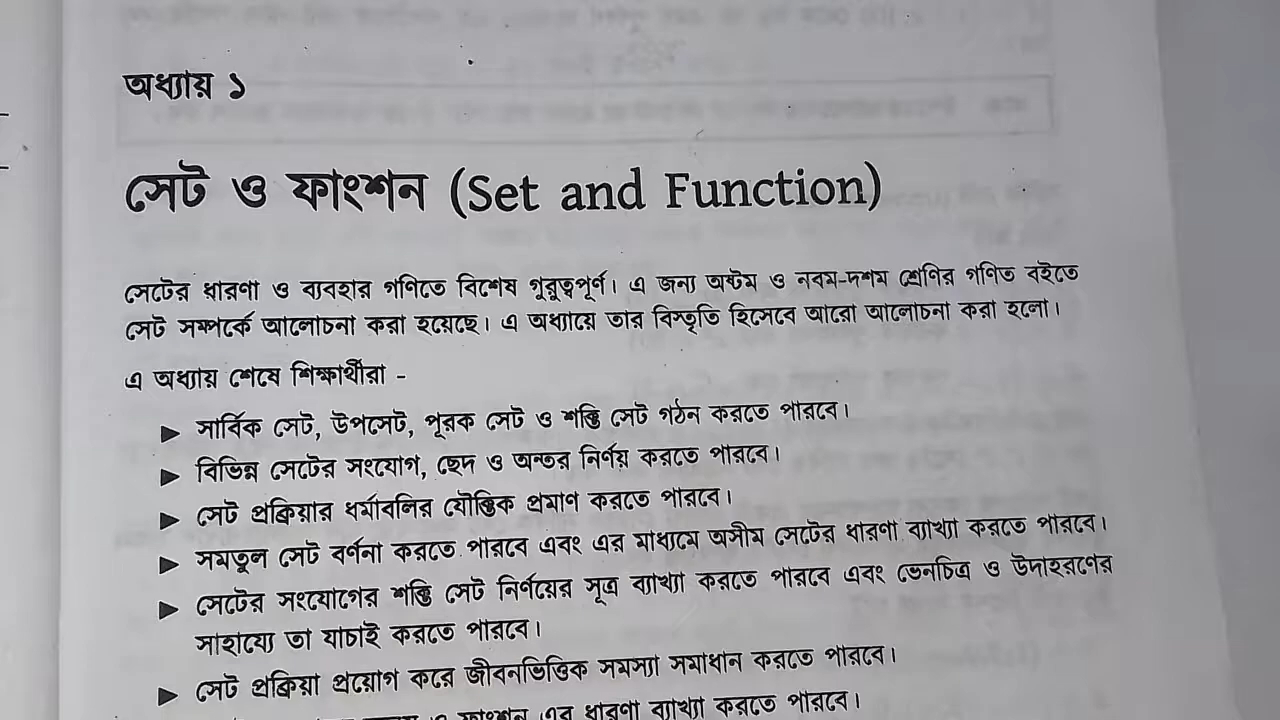 অধ্যায় ১
সেট ও ফাংশন (Set and Function)
সেটের ধারণা ও ব্যবহার গণিতে বিশেষ গুরুত্বপূর্ণ। এ জন্য অষ্টম ও নবম-দশম শ্রেণির গণিত বইতে
সেট সম্পর্কে আলোচনা করা হয়েছে। এ অধ্যায়ে তার বিস্তৃতি হিসেবে আরো আলোচনা করা হলো।
এ অধ্যায় শেষে শিক্ষার্থীরা -
▶ সার্বিক সেট, উপসেট, পূরক সেট ও শক্তি সেট গঠন করতে পারবে।
▶ বিভিন্ন সেটের সংযোগ, ছেদ ও অন্তর নির্ণয় করতে পারবে।
▶ সেট প্রক্রিয়ার ধর্মাবলির যৌক্তিক প্রমাণ করতে পারবে।
▶ সমতুল সেট বর্ণনা করতে পারবে এবং এর মাধ্যমে অসীম সেটের ধারণা ব্যাখ্যা করতে পারবে।
▶ সেটের সংযোগের শক্তি সেট নির্ণয়ের সূত্র ব্যাখ্যা করতে পারবে এবং ভেনচিত্র ও উদাহরণের
সাহায্যে তা যাচাই করতে পারবে।
▶ সেট প্রক্রিয়া প্রয়োগ করে জীবনভিত্তিক সমস্যা সমাধান করতে পারবে।
ও ফাংশন এর ধারণা ব্যাখ্যা করতে পারবে।